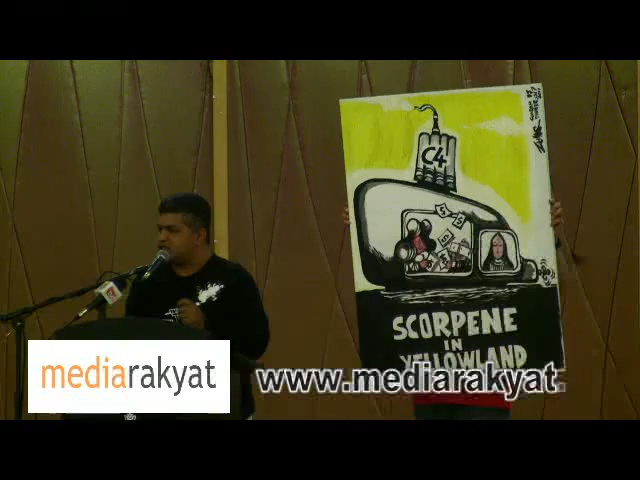 C4
SCORPENE
IN
YELLOWLAND
mediarakyat
www.mediarakyat.